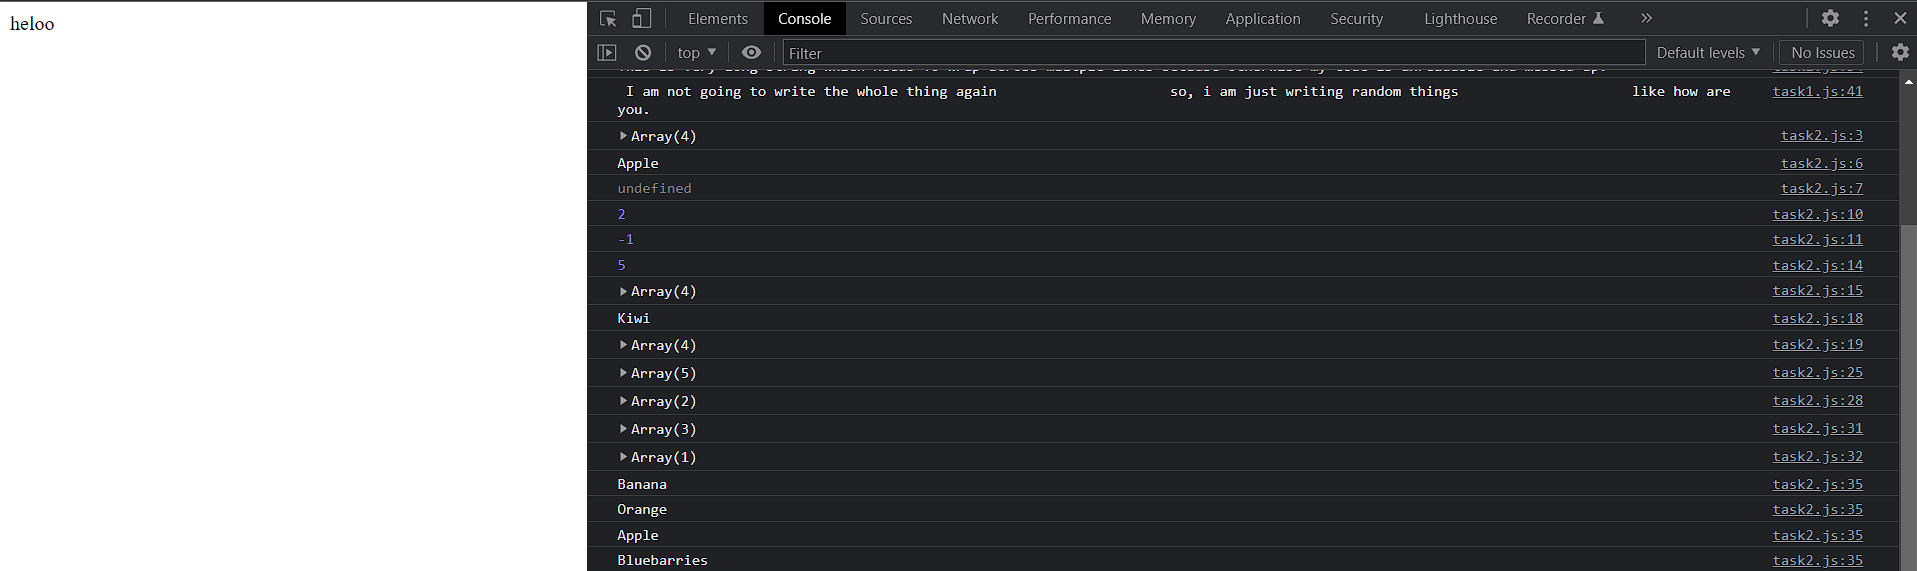 heloo
Elements Console Sources Network Performance Memory Application Security Lighthouse Recorder
top Filter Default levels No Issues
I am not going to write the whole thing again so, i am just writing random things like how are task1.js:41
you.
Array(4) task2.js:3
Apple task2.js:6
undefined task2.js:7
2 task2.js:10
-1 task2.js:11
5 task2.js:14
Array(4) task2.js:15
Kiwi task2.js:18
Array(4) task2.js:19
Array(5) task2.js:25
Array(2) task2.js:28
Array(3) task2.js:31
Array(1) task2.js:32
Banana task2.js:35
Orange task2.js:35
Apple task2.js:35
Bluebarries task2.js:35